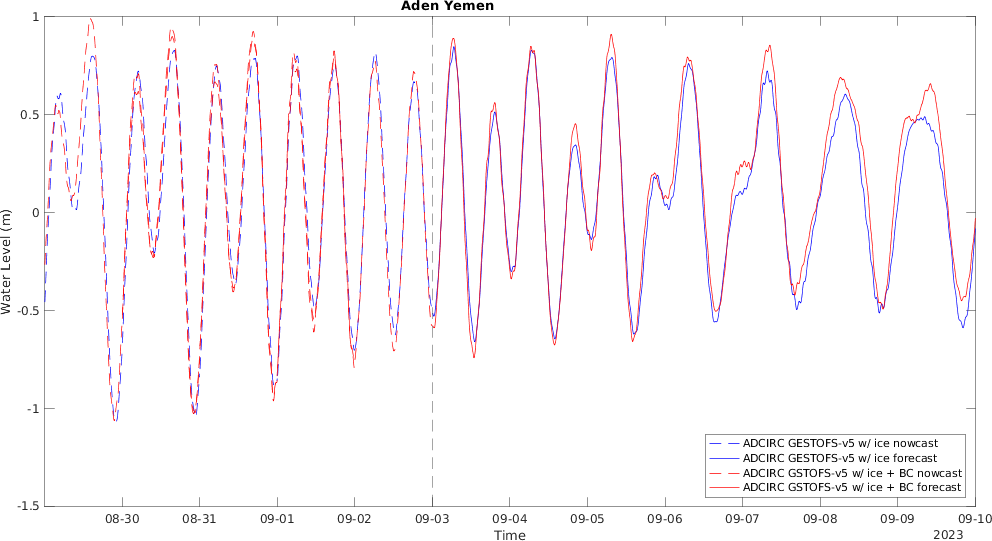 Aden Yemen
1
0.5
0
-0.5
-1
-1.5
Water Level (m)
ADCIRC GESTOFS-v5 w/ ice nowcast
ADCIRC GESTOFS-v5 w/ ice forecast
ADCIRC GSTOFS-v5 w/ ice + BC nowcast
ADCIRC GSTOFS-v5 w/ ice + BC forecast
08-30 08-31 09-01 09-02 09-03 09-04 09-05 09-06 09-07 09-08 09-09 09-10
Time
2023